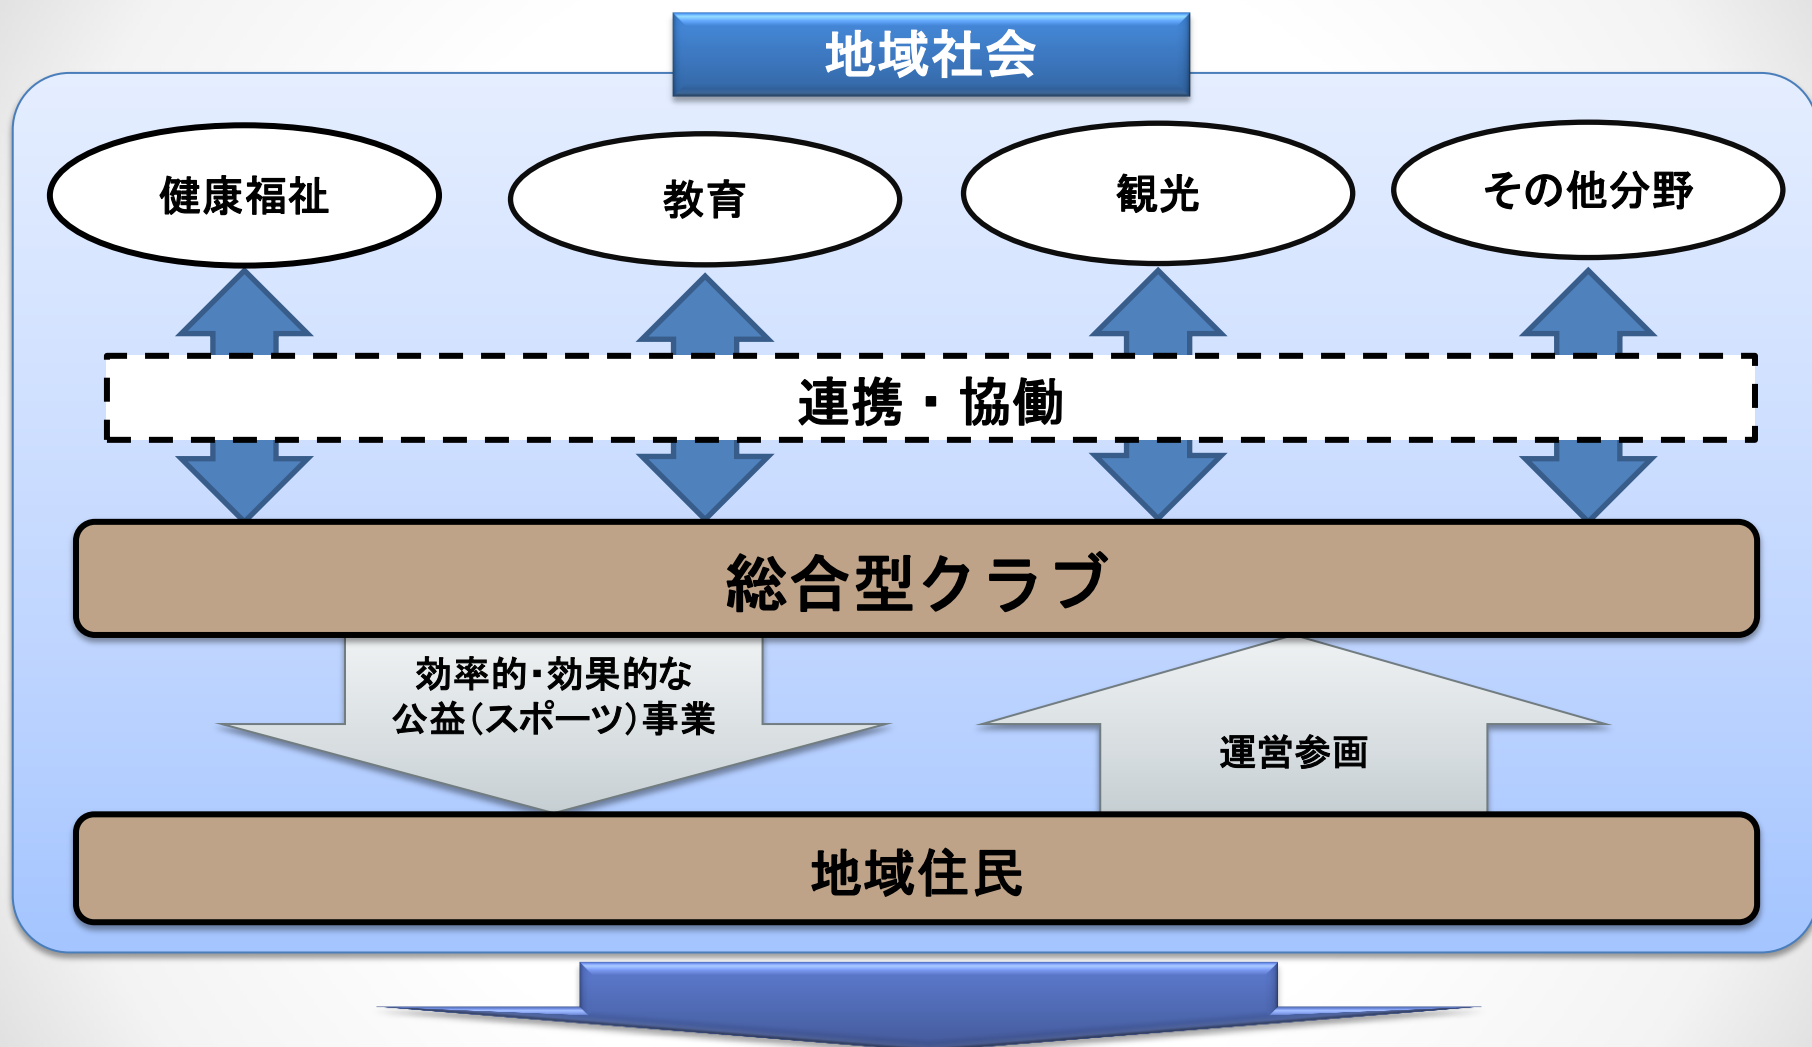 地域社会
健康福祉
教育
観光
その他分野
連携・協働
総合型クラブ
効率的・効果的な
公益（スポーツ）事業
運営参画
地域住民